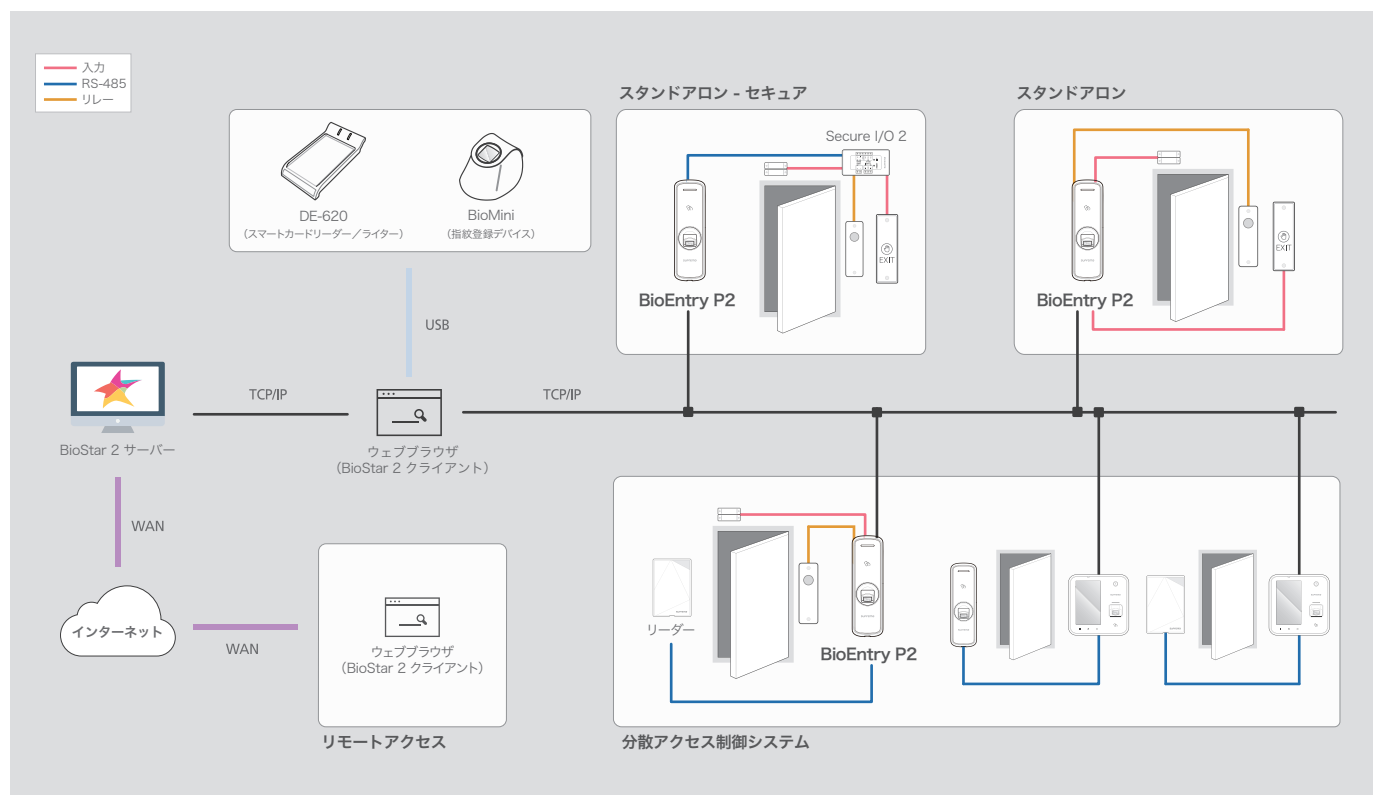 入力
RS-485
リレー
DE-620
（スマートカードリーダー／ライター）
BioMini
（指紋登録デバイス）
USB
スタンドアロン - セキュア
Secure I/O 2
EXIT
BioEntry P2
スタンドアロン
EXIT
BioEntry P2
BioStar 2 サーバー
TCP/IP
ウェブブラウザ
（BioStar 2 クライアント）
TCP/IP
WAN
インターネット
WAN
ウェブブラウザ
（BioStar 2 クライアント）
リモートアクセス
リーダー
BioEntry P2
分散アクセス制御システム